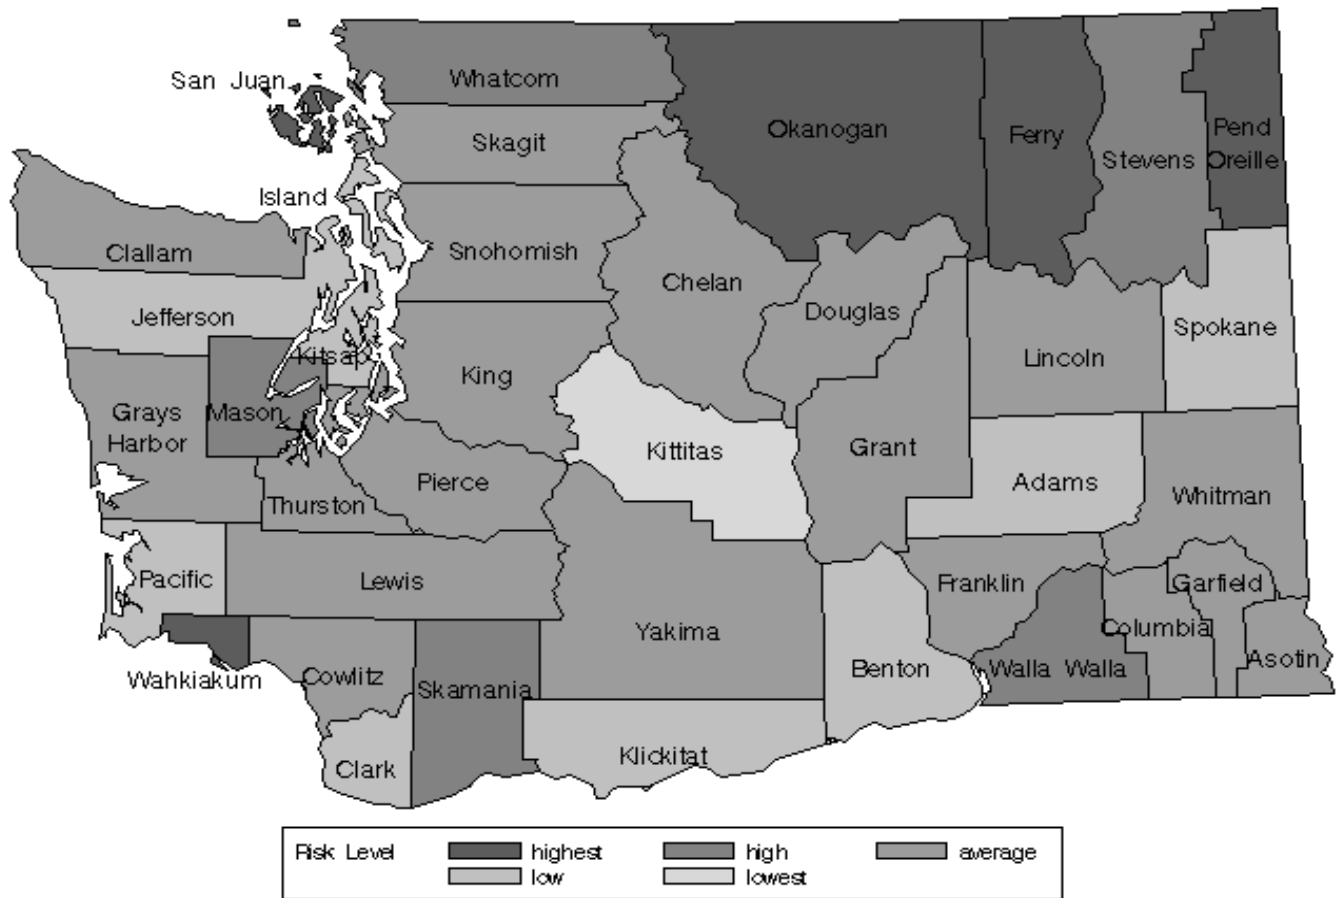 Whatcom
San Juan
Okanogan
Ferry
Pend
Oreille
Skagit
Stevens
Island
Clallam
Snohomish
Chelan
Douglas
Jefferson
Spokane
Kitsap
King
Lincoln
Grays
Harbor
Mason
Kittitas
Grant
Pierce
Adams
Whitman
Thurston
Pacific
Lewis
Franklin
Garfield
Yakima
Columbia
Wahkiakum
Cowlitz
Skamania
Benton
Walla Walla
Asotin
Clark
Klickitat
Risk Level
highest
high
average
low
lowest